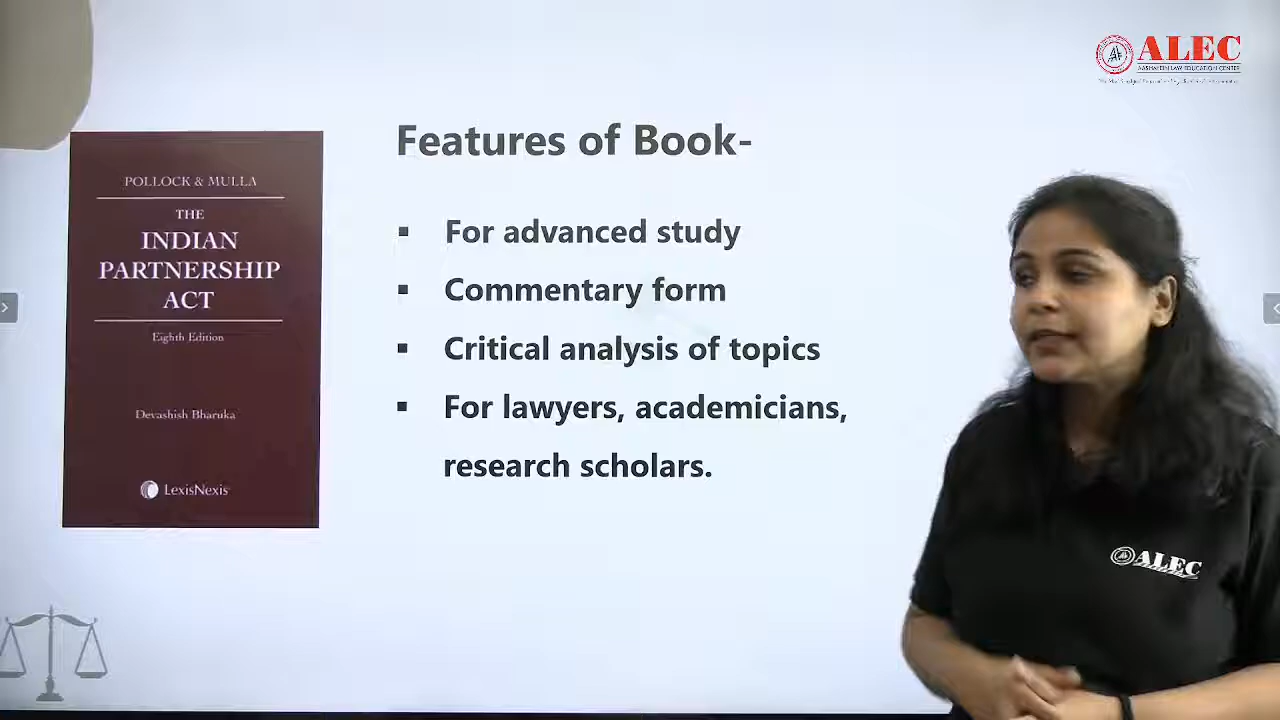 ALEC
Features of Book-
POLLOCK & MULLA
THE
INDIAN
PARTNERSHIP
ACT
Eighth Edition
Devashish Bharuka
LexisNexis
▪ For advanced study
▪ Commentary form
▪ Critical analysis of topics
▪ For lawyers, academicians,
research scholars.
ALEC